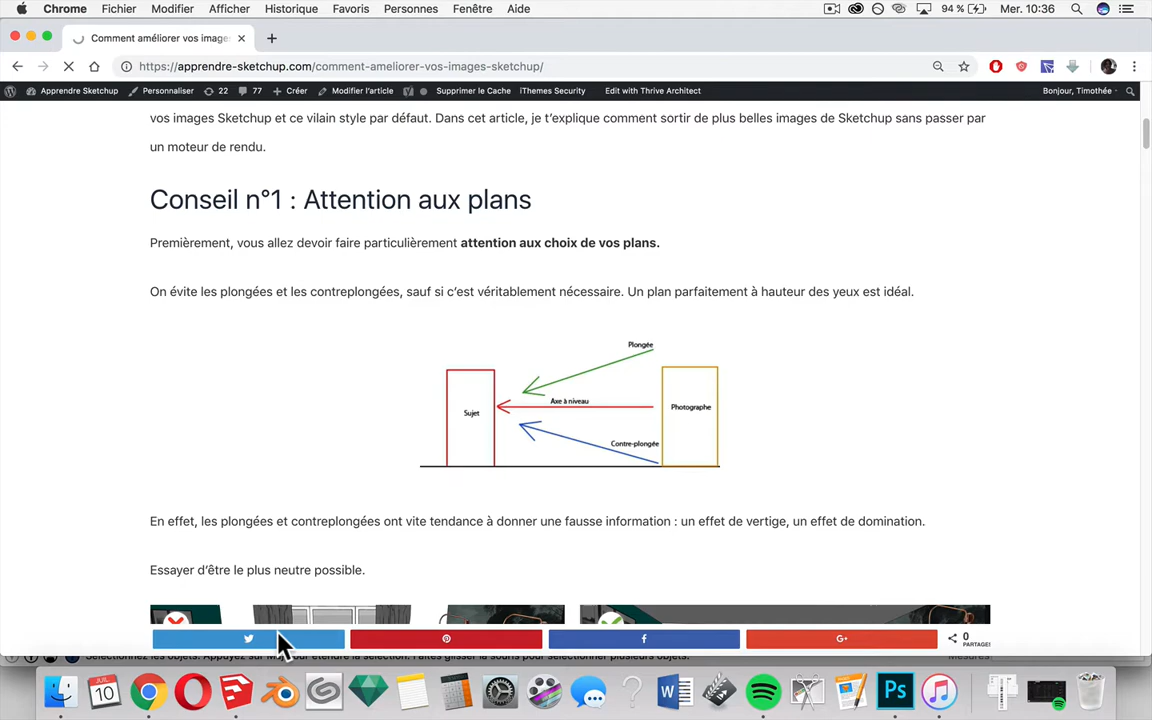 Chrome Fichier Modifier Afficher Historique Favoris Personnes Fenêtre Aide 94 % Mer. 10:36
Comment améliorer vos image
https://apprendre-sketchup.com/comment-ameliorer-vos-images-sketchup/
Apprendre Sketchup Personnaliser 22 77 Créer Modifier l'article Supprimer le Cache iThemes Security Edit with Thrive Architect Bonjour, Timothée
vos images Sketchup et ce vilain style par défaut. Dans cet article, je t'explique comment sortir de plus belles images de Sketchup sans passer par
un moteur de rendu.
Conseil n°1 : Attention aux plans
Premièrement, vous allez devoir faire particulièrement attention aux choix de vos plans.
On évite les plongées et les contreplongées, sauf si c'est véritablement nécessaire. Un plan parfaitement à hauteur des yeux est idéal.
Plongée
Axe à niveau
Sujet
Photographe
Contre-plongée
En effet, les plongées et contreplongées ont vite tendance à donner une fausse information : un effet de vertige, un effet de domination.
Essayer d'être le plus neutre possible.
0
PARTAGES
JUIL
10
W
Ps